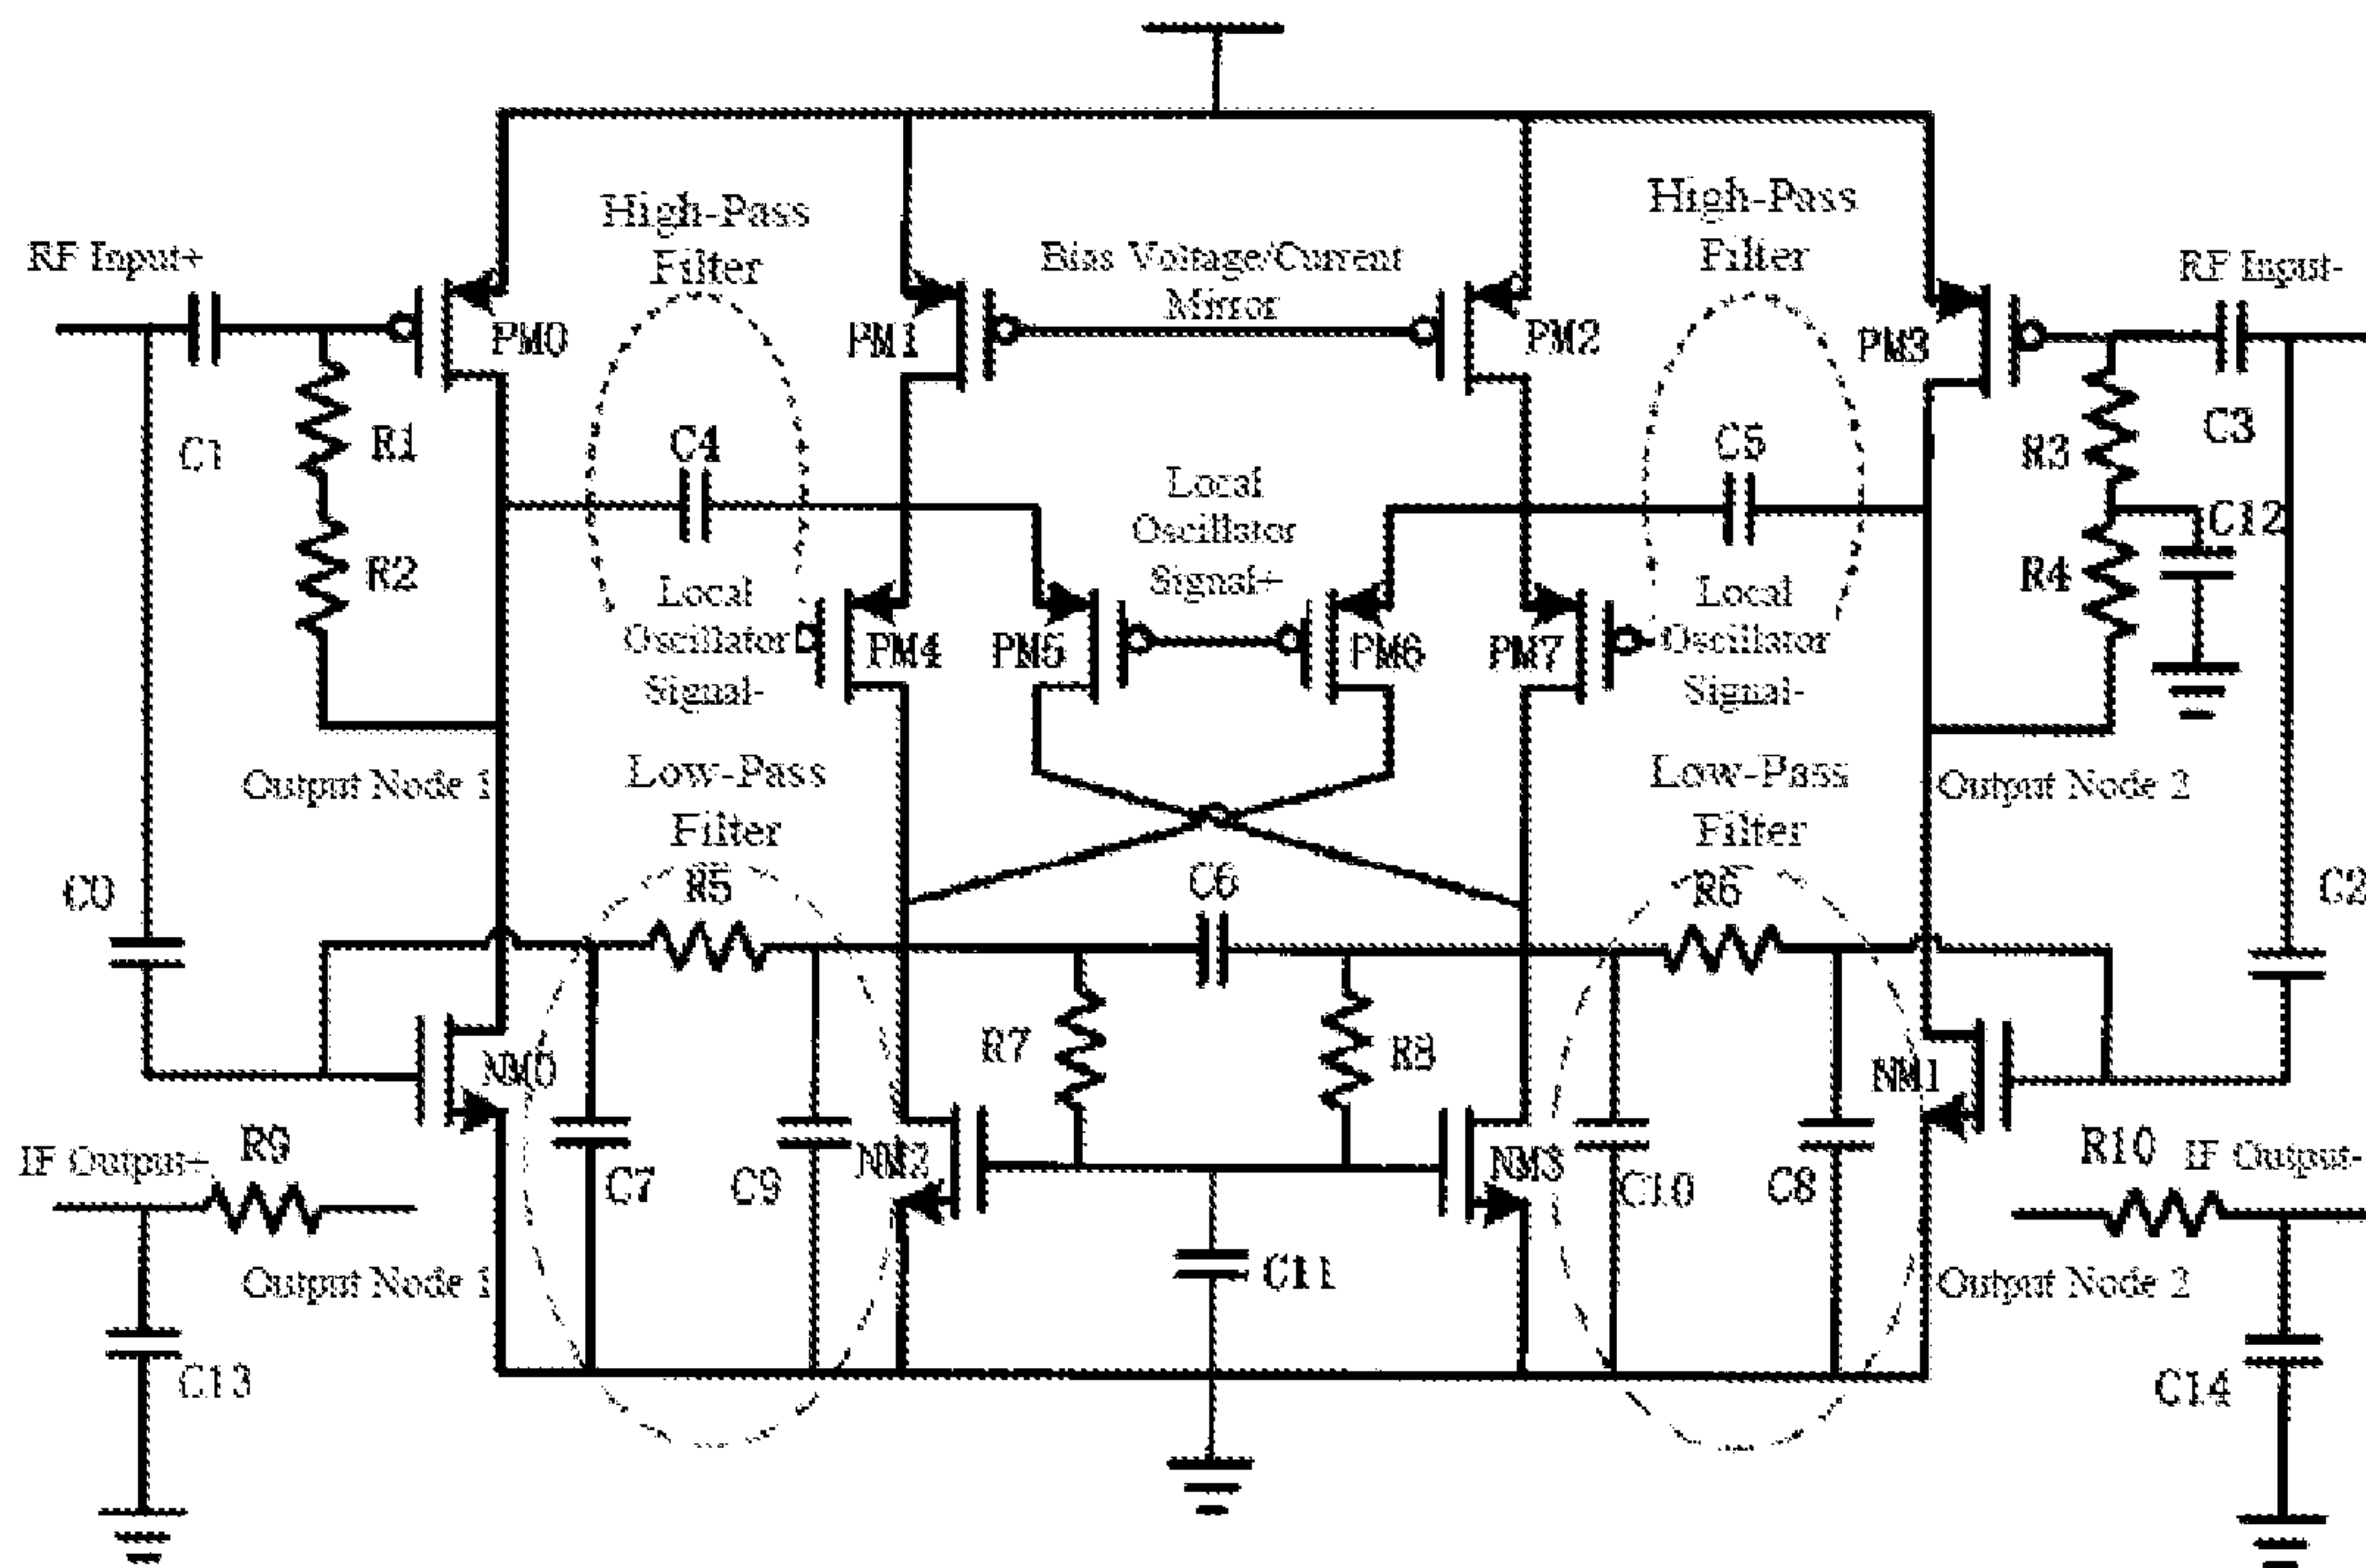 High-Pass
Filter
High-Pass
Filter
RF Input+
Bias Voltage/Current
Mirror
RF Input-
PM0
PM1
PM2
PM3
C1
R1
C4
Local
Oscillator
Signal+
C5
R3
C3
C12
R2
R4
Local
Oscillator
Signal-
PM4
PM5
PM6
PM7
Local
Oscillator
Signal-
Output Node 1
Low-Pass
Filter
Low-Pass
Filter
Output Node 2
C0
R5
C6
R6
C2
NM0
R7
R8
NM1
IF Output+
R9
C7
C9
NM2
NM3
C10
C8
R10
IF Output-
Output Node 1
C11
Output Node 2
C13
C14